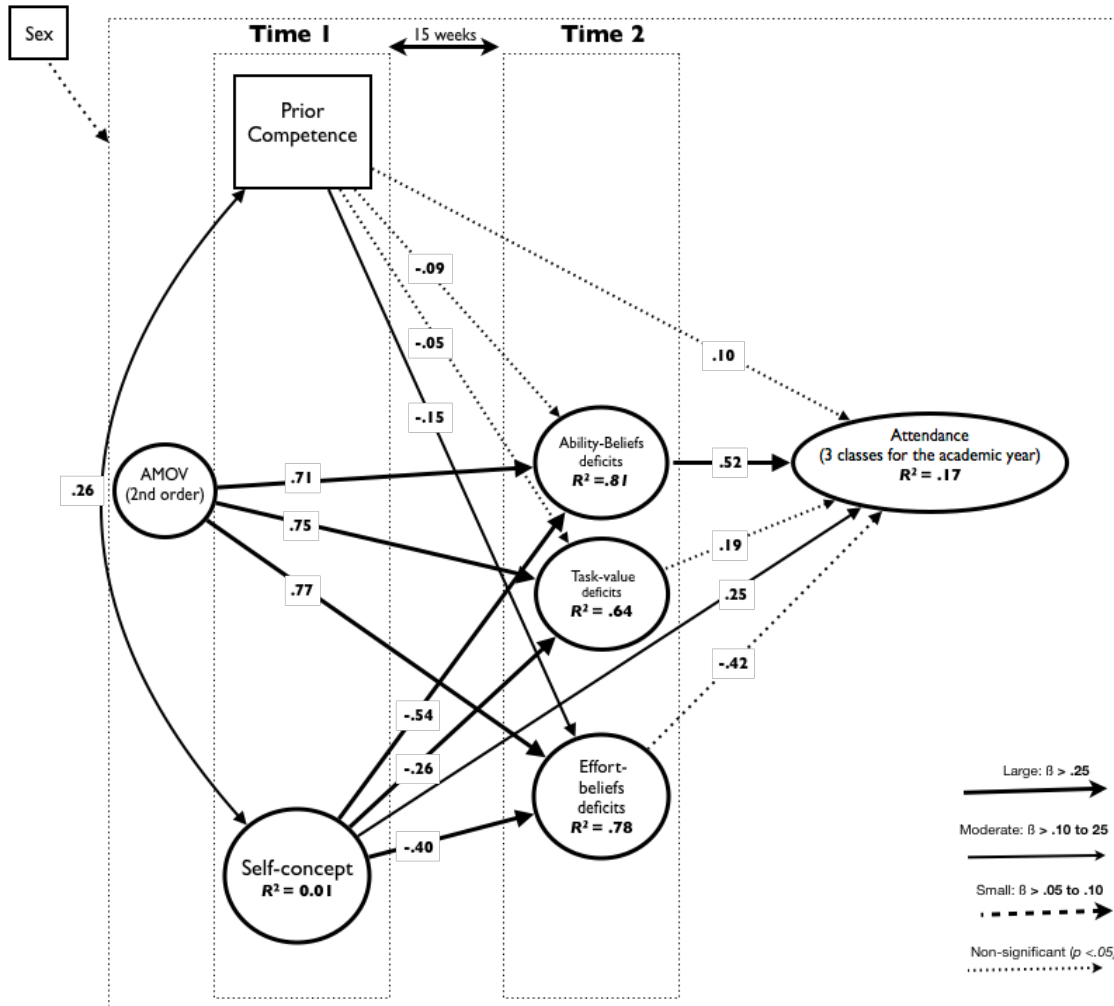 Sex
Time 1
15 weeks
Time 2
Prior
Competence
-.09
-.05
.10
-.15
Ability-Beliefs
deficits
R² =.81
Attendance
(3 classes for the academic year)
R² = .17
AMOV
(2nd order)
.26
.71
.52
.75
.19
Task-value
deficits
R² = .64
.77
.25
-.42
-.54
-.26
Effort-
beliefs
deficits
R² = .78
-.40
Self-concept
R² = 0.01
Large: ß > .25
Moderate: ß > .10 to 25
Small: ß > .05 to .10
Non-significant (p <.05)